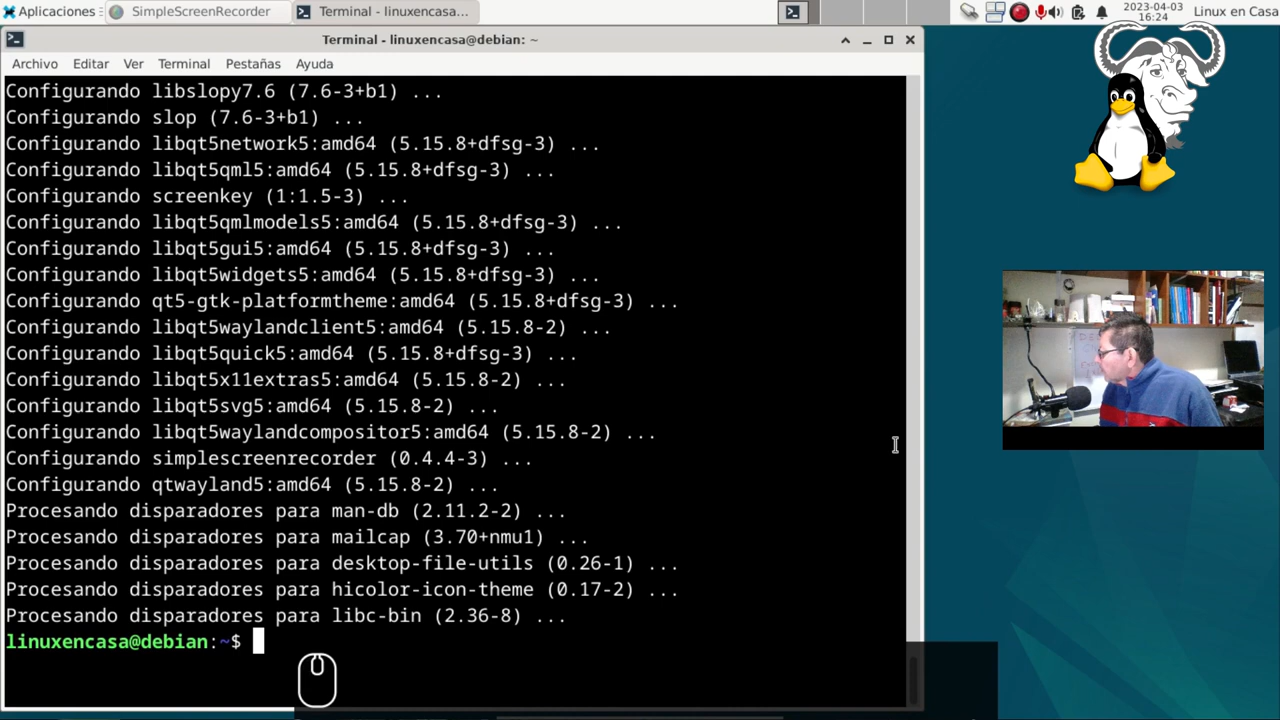 Aplicaciones
SimpleScreenRecorder
Terminal - linuxencasa...
2023-04-03
16:24
Linux en Casa
Terminal - linuxencasa@debian: ~
Archivo Editar Ver Terminal Pestañas Ayuda
Configurando libslopy7.6 (7.6-3+b1) ...
Configurando slop (7.6-3+b1) ...
Configurando libqt5network5:amd64 (5.15.8+dfsg-3) ...
Configurando libqt5qml5:amd64 (5.15.8+dfsg-3) ...
Configurando screenkey (1:1.5-3) ...
Configurando libqt5qmlmodels5:amd64 (5.15.8+dfsg-3) ...
Configurando libqt5gui5:amd64 (5.15.8+dfsg-3) ...
Configurando libqt5widgets5:amd64 (5.15.8+dfsg-3) ...
Configurando qt5-gtk-platformtheme:amd64 (5.15.8+dfsg-3) ...
Configurando libqt5waylandclient5:amd64 (5.15.8-2) ...
Configurando libqt5quick5:amd64 (5.15.8+dfsg-3) ...
Configurando libqt5x11extras5:amd64 (5.15.8-2) ...
Configurando libqt5svg5:amd64 (5.15.8-2) ...
Configurando libqt5waylandcompositor5:amd64 (5.15.8-2) ...
Configurando simplescreenrecorder (0.4.4-3) ...
Configurando qtwayland5:amd64 (5.15.8-2) ...
Procesando disparadores para man-db (2.11.2-2) ...
Procesando disparadores para mailcap (3.70+nmu1) ...
Procesando disparadores para desktop-file-utils (0.26-1) ...
Procesando disparadores para hicolor-icon-theme (0.17-2) ...
Procesando disparadores para libc-bin (2.36-8) ...
linuxencasa@debian:~$